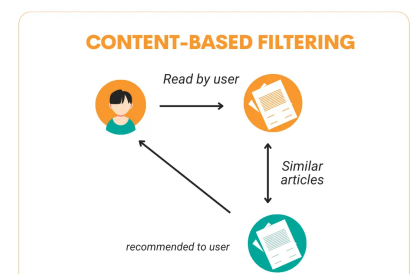 CONTENT-BASED FILTERING
Read by user
Similar
articles
recommended to user